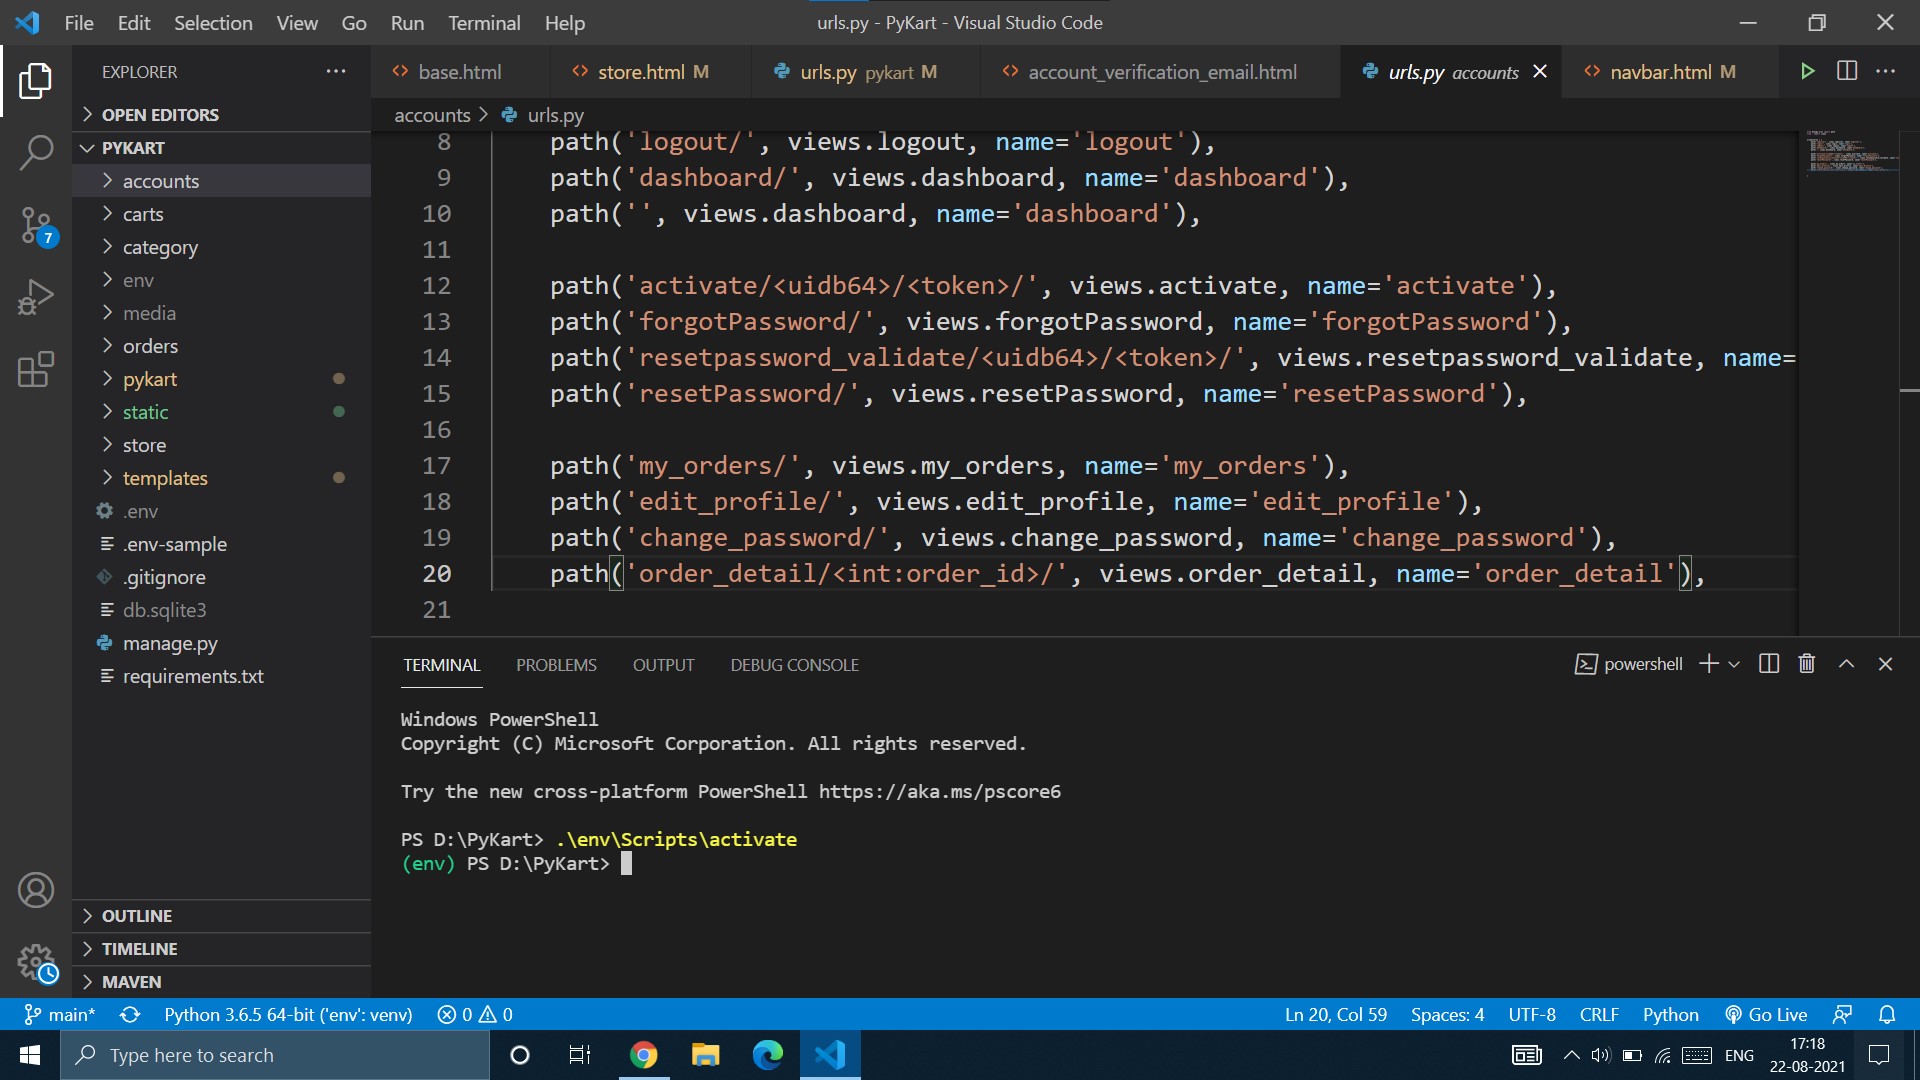 File Edit Selection View Go Run Terminal Help
urls.py - PyKart - Visual Studio Code
EXPLORER
base.html
store.html M
urls.py pykart M
account_verification_email.html
urls.py accounts
navbar.html M
OPEN EDITORS
PYKART
accounts
carts
category
env
media
orders
pykart
static
store
templates
.env
.env-sample
.gitignore
db.sqlite3
manage.py
requirements.txt
OUTLINE
TIMELINE
MAVEN
7
accounts > urls.py
8 path('logout/', views.logout, name='logout'),
9 path('dashboard/', views.dashboard, name='dashboard'),
10 path('', views.dashboard, name='dashboard'),
11
12 path('activate/<uidb64>/<token>/', views.activate, name='activate'),
13 path('forgotPassword/', views.forgotPassword, name='forgotPassword'),
14 path('resetpassword_validate/<uidb64>/<token>/', views.resetpassword_validate, name=
15 path('resetPassword/', views.resetPassword, name='resetPassword'),
16
17 path('my_orders/', views.my_orders, name='my_orders'),
18 path('edit_profile/', views.edit_profile, name='edit_profile'),
19 path('change_password/', views.change_password, name='change_password'),
20 path('order_detail/<int:order_id>/', views.order_detail, name='order_detail'),
21
TERMINAL PROBLEMS OUTPUT DEBUG CONSOLE
powershell
Windows PowerShell
Copyright (C) Microsoft Corporation. All rights reserved.
Try the new cross-platform PowerShell https://aka.ms/pscore6
PS D:\PyKart> .\env\Scripts\activate
(env) PS D:\PyKart>
main* Python 3.6.5 64-bit ('env': venv) 0 0
Ln 20, Col 59 Spaces: 4 UTF-8 CRLF Python Go Live
Type here to search
ENG
17:18
22-08-2021